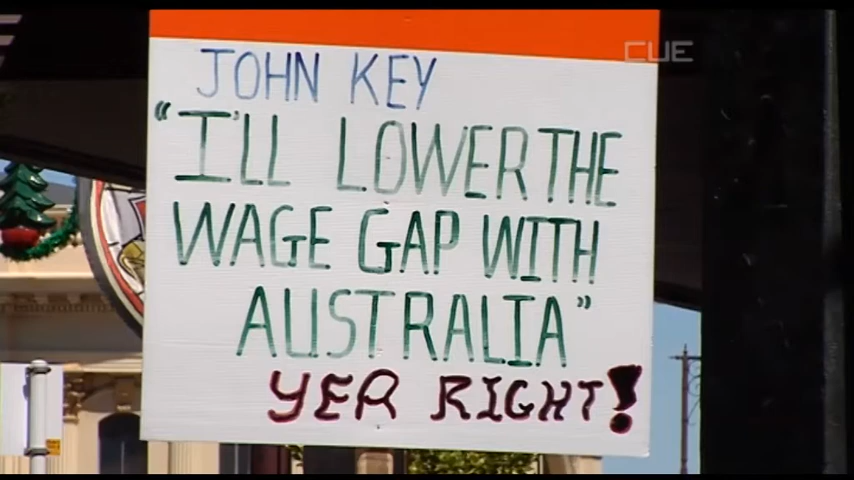 CUE
JOHN KEY
"I'LL LOWER THE
WAGE GAP WITH
AUSTRALIA"
YER RIGHT!